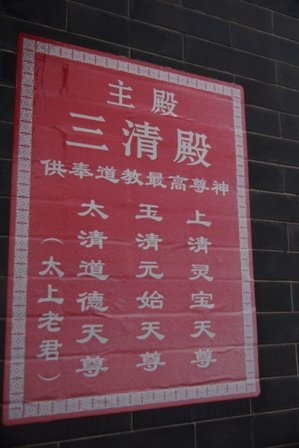 主殿
三清殿
供奉道教最高尊神
上清灵宝天尊
玉清元始天尊
太清道德天尊
（太上老君）